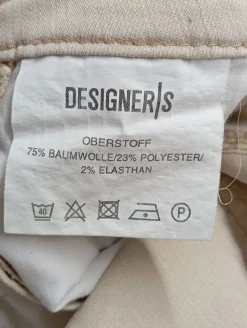 DESIGNER|S
OBERSTOFF
75% BAUMWOLLE/23% POLYESTER/
2% ELASTHAN
40 P